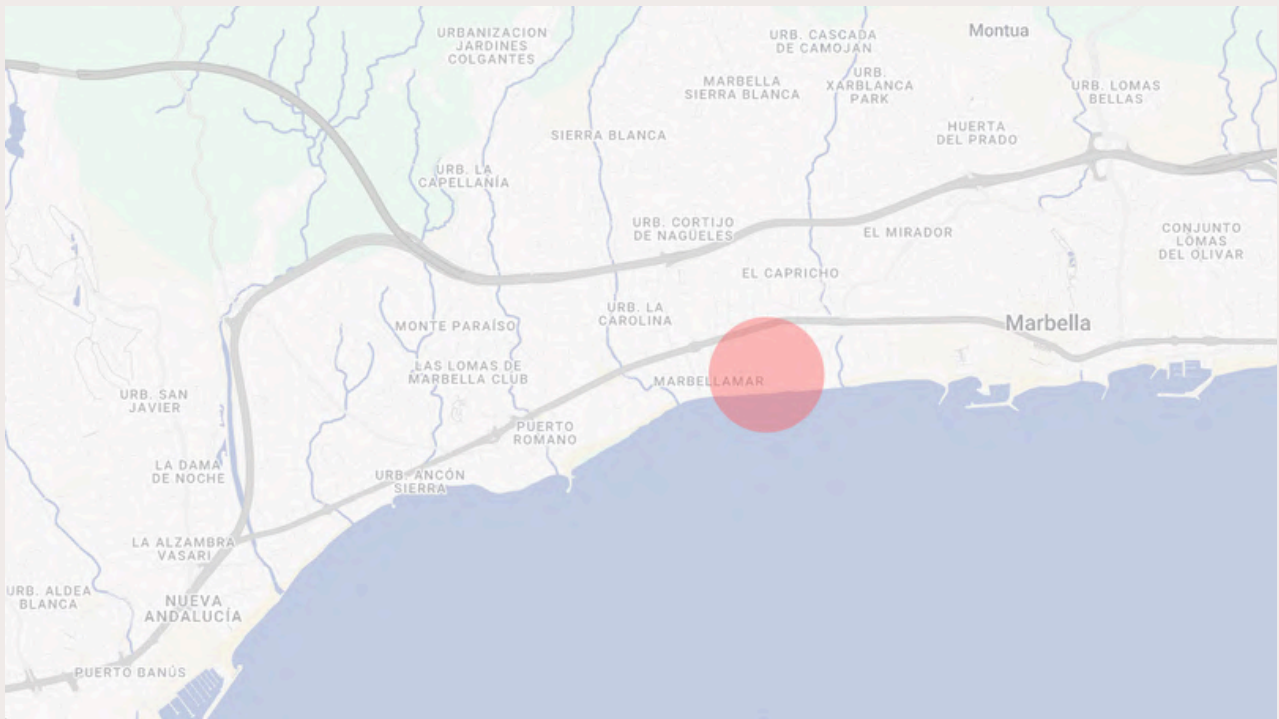 URBANIZACION
JARDINES
COLGANTES
URB. CASCADA
DE CAMOJAN
Montua
MARBELLA
SIERRA BLANCA
URB.
XARBLANCA
PARK
URB. LOMAS
BELLAS
SIERRA BLANCA
HUERTA
DEL PRADO
URB. LA
CAPELLANÍA
URB. CORTIJO
DE NAGÜELES
EL MIRADOR
CONJUNTO
LOMAS
DEL OLIVAR
EL CAPRICHO
URB. LA
CAROLINA
MONTE PARAÍSO
Marbella
LAS LOMAS DE
MARBELLA CLUB
MARBELLAMAR
URB. SAN
JAVIER
PUERTO
ROMANO
LA DAMA
DE NOCHE
URB. ANCÓN
SIERRA
LA ALZAMBRA
VASARI
URB. ALDEA
BLANCA
NUEVA
ANDALUCÍA
PUERTO BANÚS